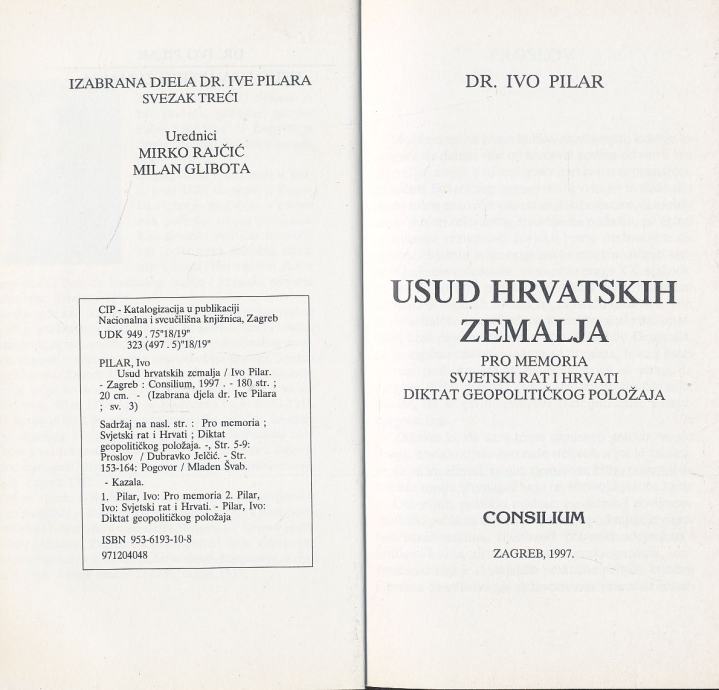 IZABRANA DJELA DR. IVE PILARA
SVEZAK TREĆI
Urednici
MIRKO RAJČIĆ
MILAN GLIBOTA
CIP - Katalogizacija u publikaciji
Nacionalna i svcučilišna knjižnica, Zagreb
UDK 949 . 75"18/19"
323 (497 . 5)"18/19"
PILAR, Ivo
Usud hrvatskih zemalja / Ivo Pilar.
- Zagreb : Consilium, 1997 . - 180 str. ;
20 cm. - (Izabrana djela dr. Ive Pilara
; sv. 3)
Sadržaj na nasl. str. : Pro memoria ;
Svjetski rat i Hrvati ; Diktat
geopolitičkog položaja. -, Str. 5-9:
Proslov / Dubravko Jelčić. - Str.
153-164: Pogovor / Mladen Švab.
- Kazala.
1. Pilar, Ivo: Pro memoria 2. Pilar,
Ivo: Svjetski rat i Hrvati. - Pilar, Ivo:
Diktat geopolitičkog položaja
ISBN 953-6193-10-8
971204048
DR. IVO PILAR
USUD HRVATSKIH
ZEMALJA
PRO MEMORIA
SVJETSKI RAT I HRVATI
DIKTAT GEOPOLITIČKOG POLOŽAJA
CONSILIUM
ZAGREB, 1997.